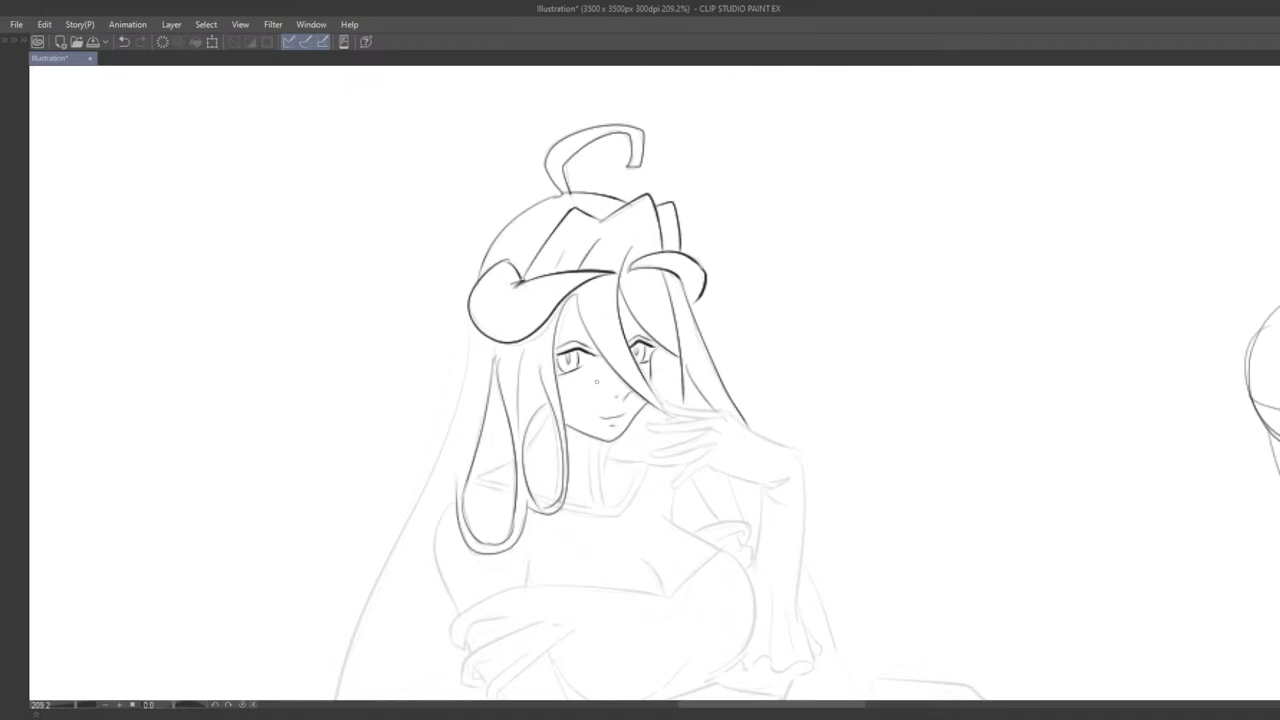 Illustration* (3500 x 3500px 300dpi 209.2%) - CLIP STUDIO PAINT EX
File Edit Story(P) Animation Layer Select View Filter Window Help
Illustration*
209.2 0.0